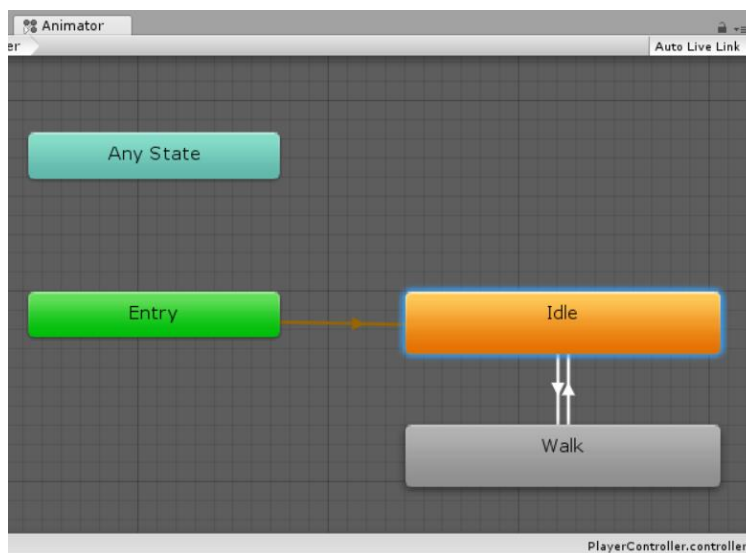 Animator
er
Auto Live Link
Any State
Entry
Idle
Walk
PlayerController.controller